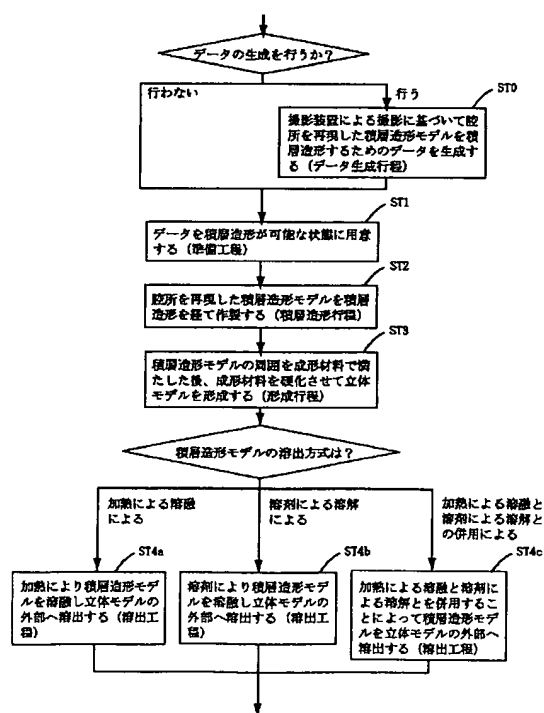 データの生成を行うか?
行わない
行う
ST0
撮影装置による撮影に基づいて腔
所を再現した積層造形モデルを積
層造形するためのデータを生成す
る（データ生成行程）
ST1
データを積層造形が可能な状態に用意
する（準備工程）
ST2
腔所を再現した積層造形モデルを積層
造形を経て作製する（積層造形行程）
ST3
積層造形モデルの周囲を成形材料で満
たした後、成形材料を硬化させて立体
モデルを形成する（形成行程）
積層造形モデルの溶出方式は?
加熱による溶融
による
溶剤による溶解
による
加熱による溶融と
溶剤による溶解と
の併用による
ST4a
加熱により積層造形モデ
ルを溶融し立体モデルの
外部へ溶出する（溶出工
程）
ST4b
溶剤により積層造形モデ
ルを溶融し立体モデルの
外部へ溶出する（溶出工
程）
ST4c
加熱による溶融と溶剤によ
る溶解とを併用するこ
とによって積層造形モデ
ルを立体モデルの外部へ
溶出する（溶出工程）